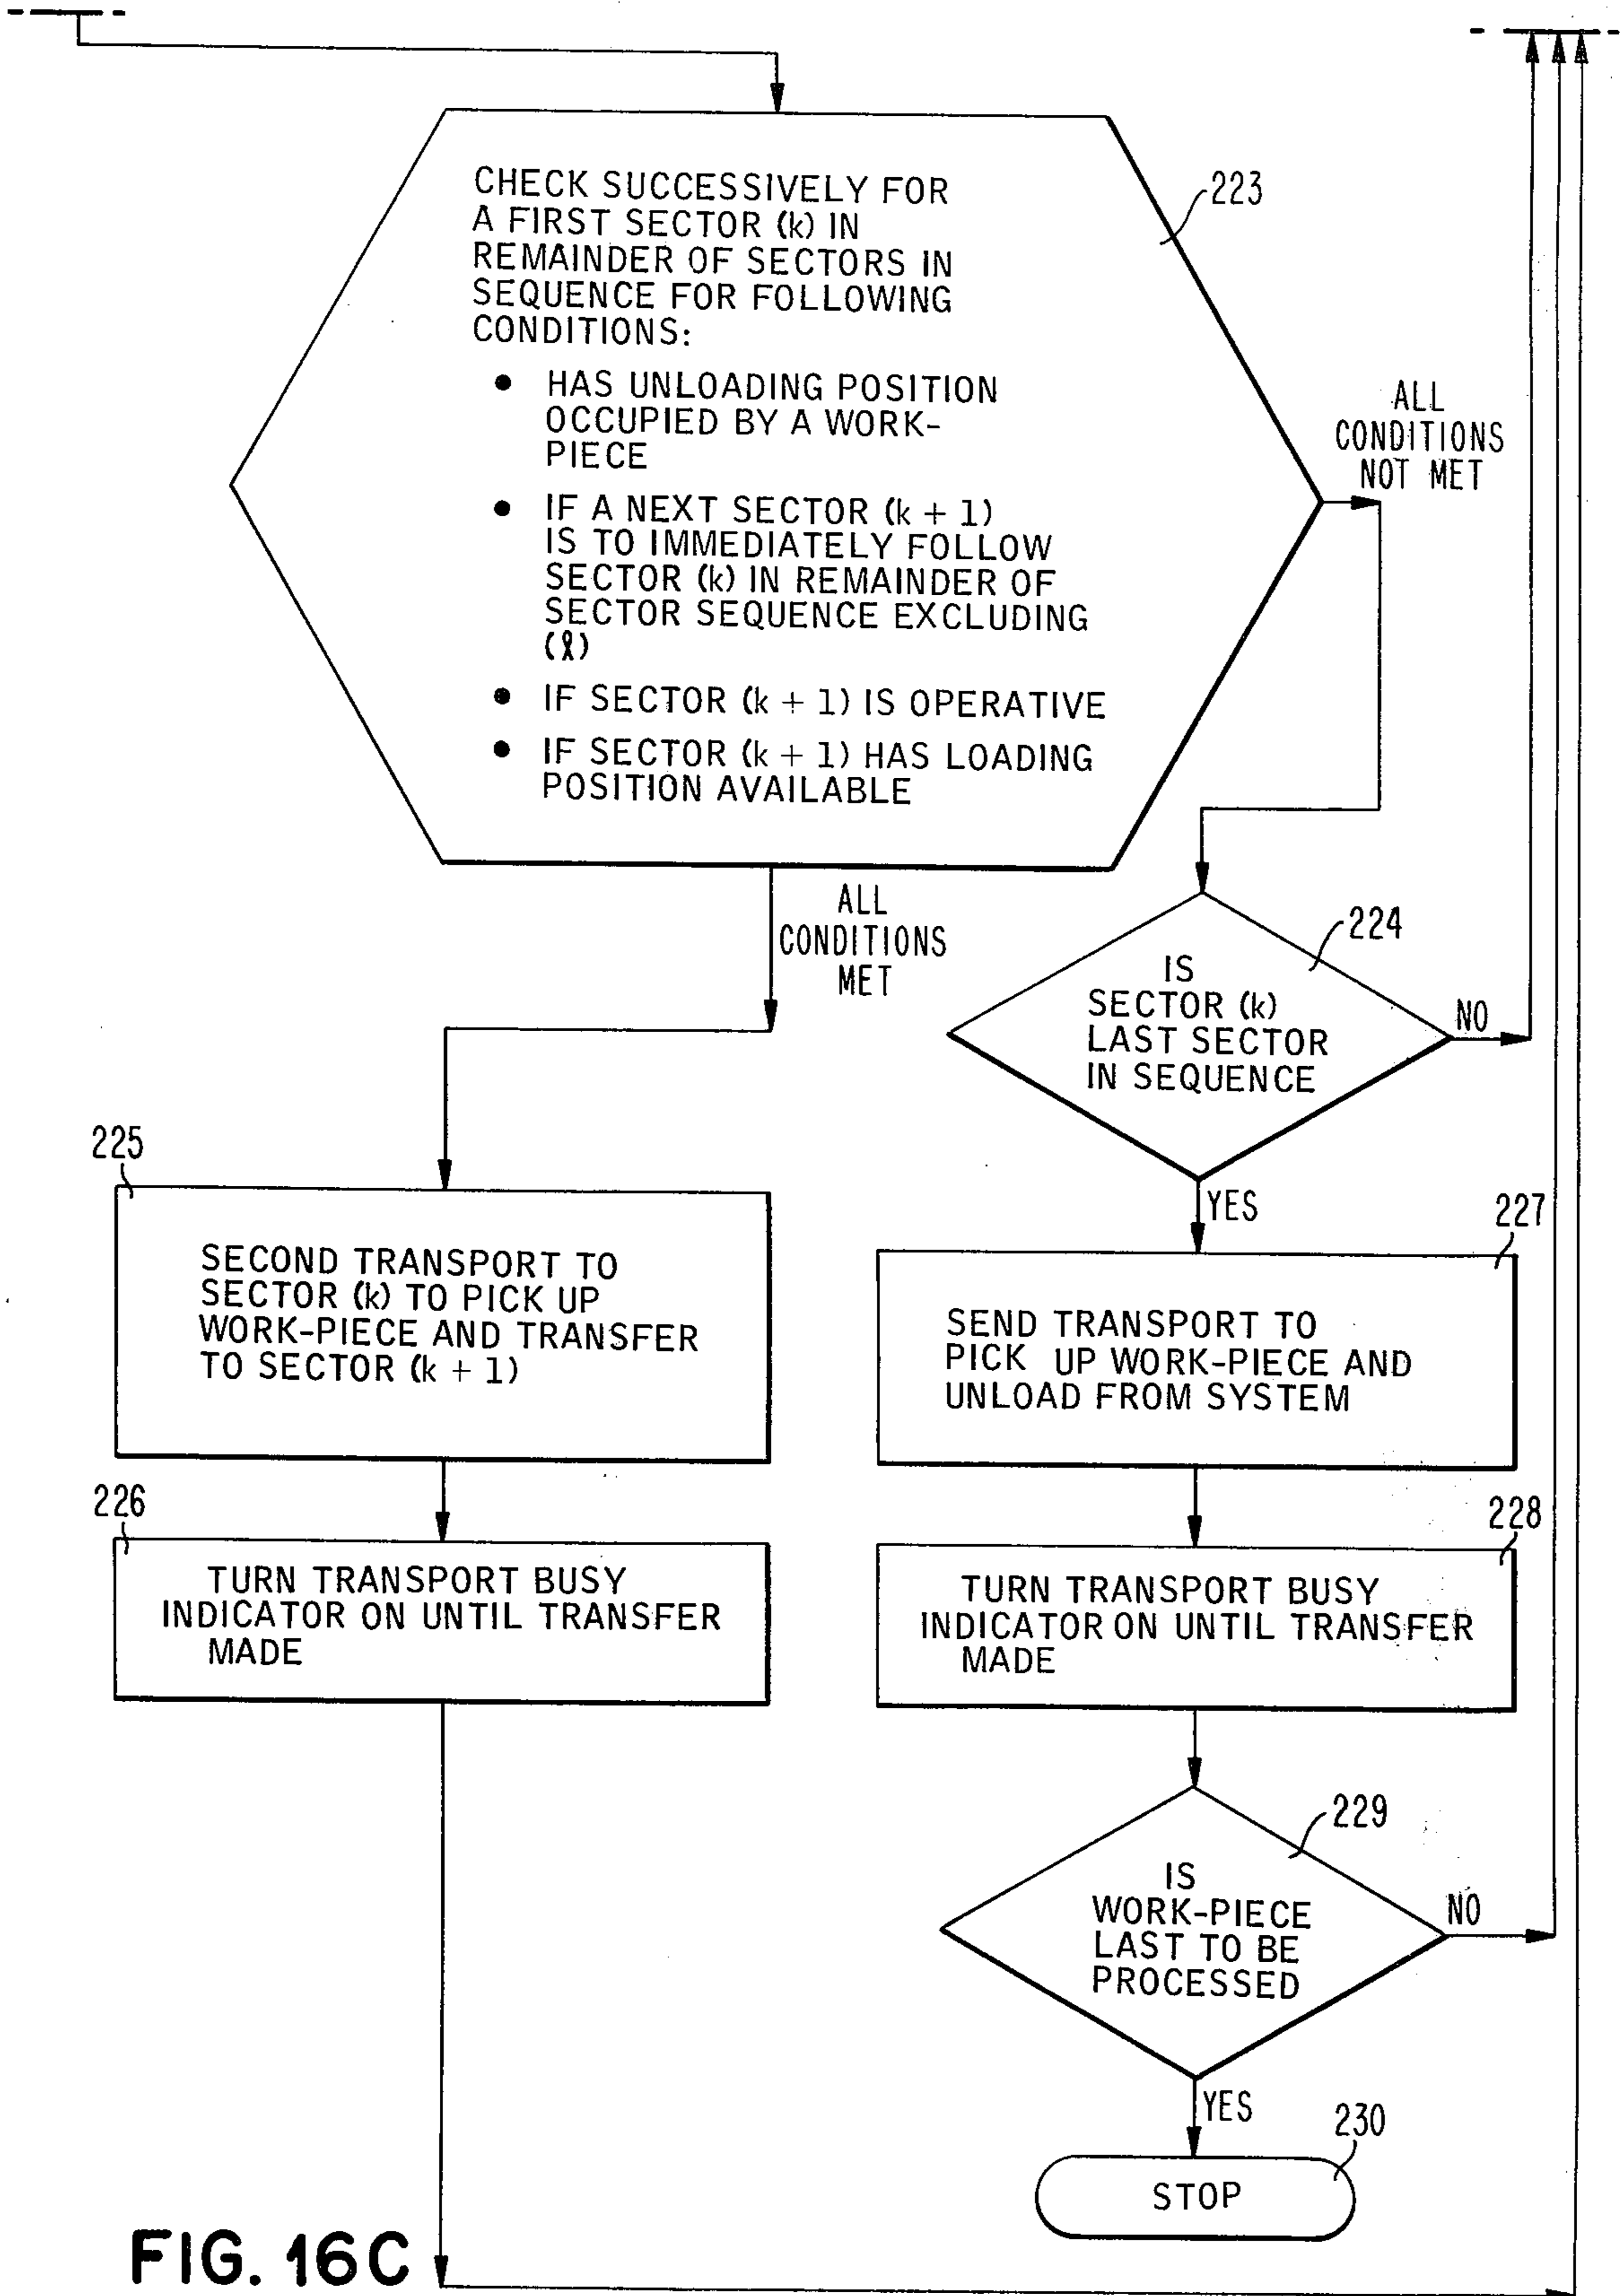 CHECK SUCCESSIVELY FOR
A FIRST SECTOR (k) IN
REMAINDER OF SECTORS IN
SEQUENCE FOR FOLLOWING
CONDITIONS:
223
• HAS UNLOADING POSITION
OCCUPIED BY A WORK-
PIECE
• IF A NEXT SECTOR (k + 1)
IS TO IMMEDIATELY FOLLOW
SECTOR (k) IN REMAINDER OF
SECTOR SEQUENCE EXCLUDING
(ℓ)
• IF SECTOR (k + 1) IS OPERATIVE
• IF SECTOR (k + 1) HAS LOADING
POSITION AVAILABLE
ALL
CONDITIONS
NOT MET
ALL
CONDITIONS
MET
224
IS
SECTOR (k)
LAST SECTOR
IN SEQUENCE
NO
YES
225
SECOND TRANSPORT TO
SECTOR (k) TO PICK UP
WORK-PIECE AND TRANSFER
TO SECTOR (k + 1)
227
SEND TRANSPORT TO
PICK UP WORK-PIECE AND
UNLOAD FROM SYSTEM
226
TURN TRANSPORT BUSY
INDICATOR ON UNTIL TRANSFER
MADE
228
TURN TRANSPORT BUSY
INDICATOR ON UNTIL TRANSFER
MADE
229
IS
WORK-PIECE
LAST TO BE
PROCESSED
NO
YES
230
STOP
FIG. 16C